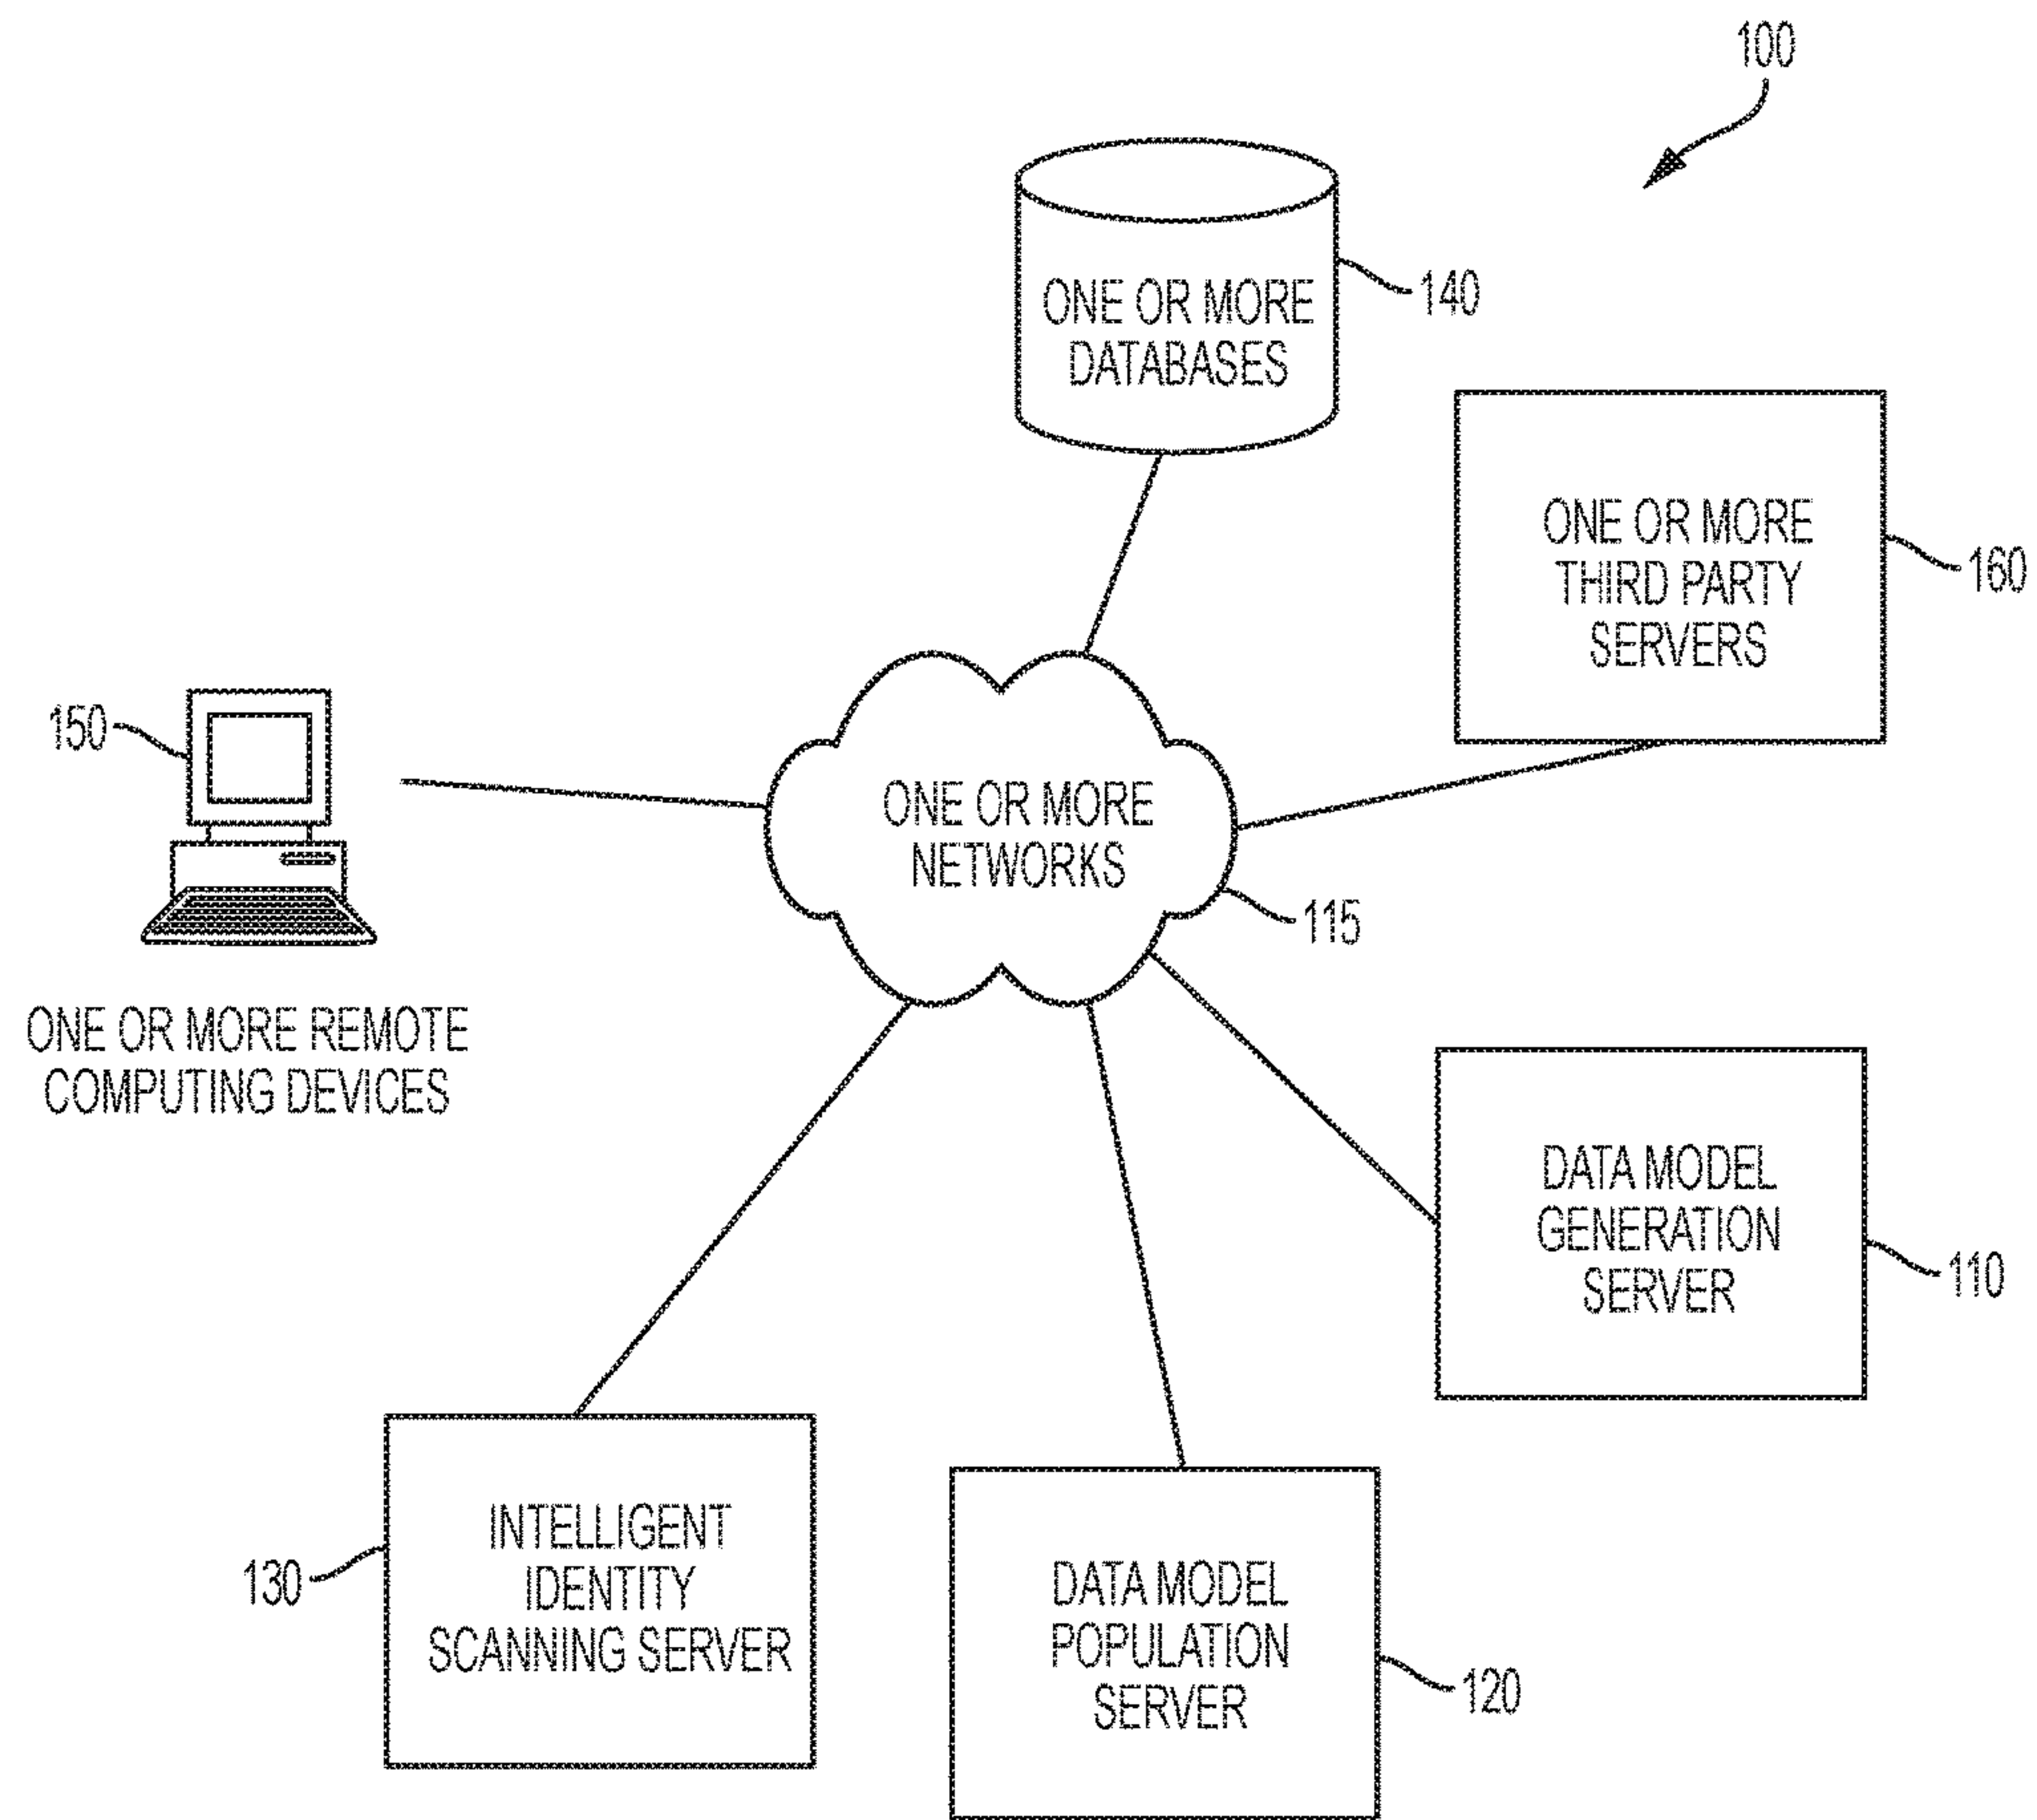 100
ONE OR MORE
DATABASES
140
ONE OR MORE
THIRD PARTY
SERVERS
160
150
ONE OR MORE
NETWORKS
115
ONE OR MORE REMOTE
COMPUTING DEVICES
DATA MODEL
GENERATION
SERVER
110
INTELLIGENT
IDENTITY
SCANNING SERVER
130
DATA MODEL
POPULATION
SERVER
120